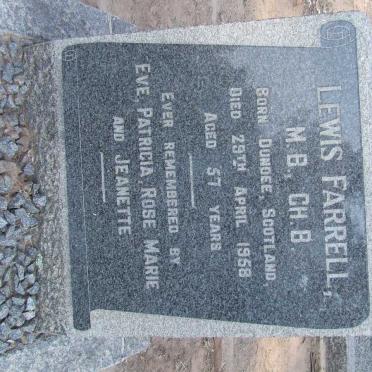 LEWIS FARRELL,
M.B., CH.B
BORN DUNDEE, SCOTLAND
DIED 29TH APRIL 1958
AGED 57 YEARS
EVER REMEMBERED BY
EVE, PATRICIA, ROSE MARIE
AND JEANETTE